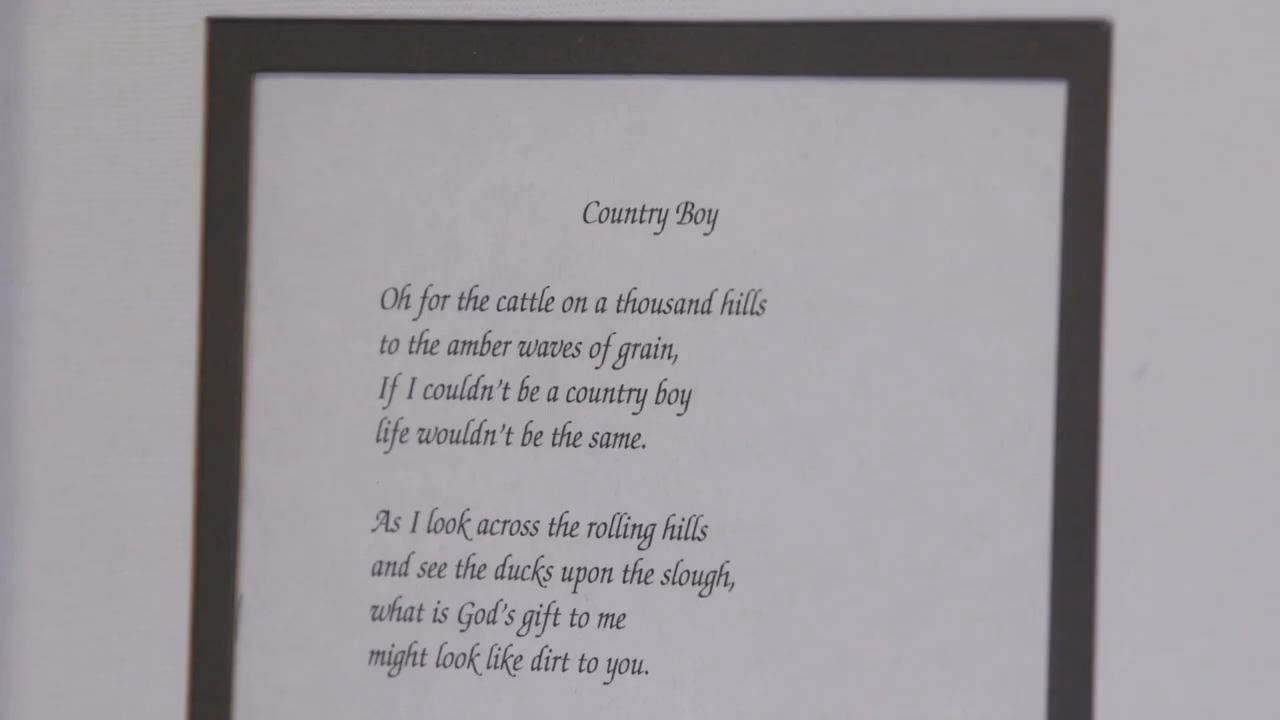 Country Boy
Oh for the cattle on a thousand hills
to the amber waves of grain,
If I couldn't be a country boy
life wouldn't be the same.
As I look across the rolling hills
and see the ducks upon the slough,
what is God's gift to me
might look like dirt to you.